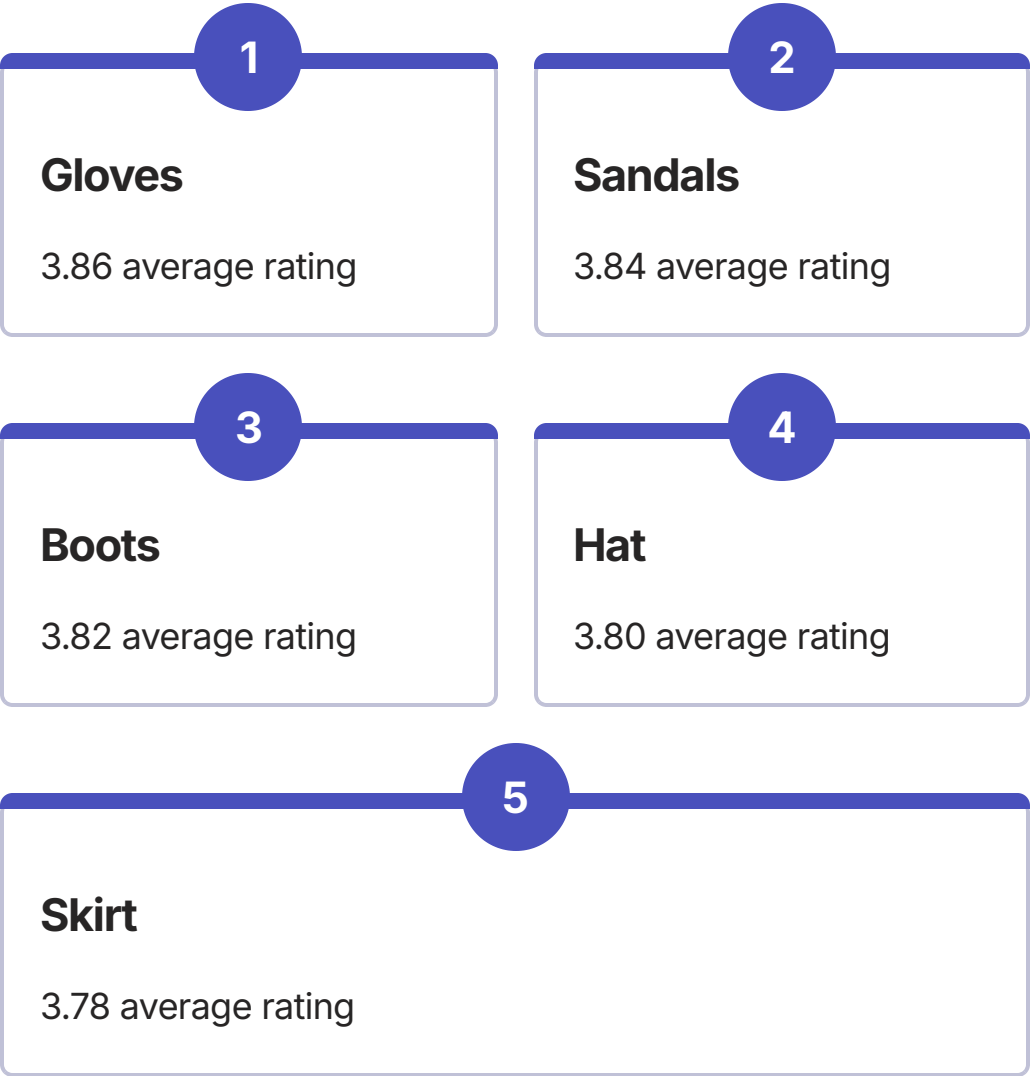 1
Gloves
3.86 average rating
2
Sandals
3.84 average rating
3
Boots
3.82 average rating
4
Hat
3.80 average rating
5
Skirt
3.78 average rating